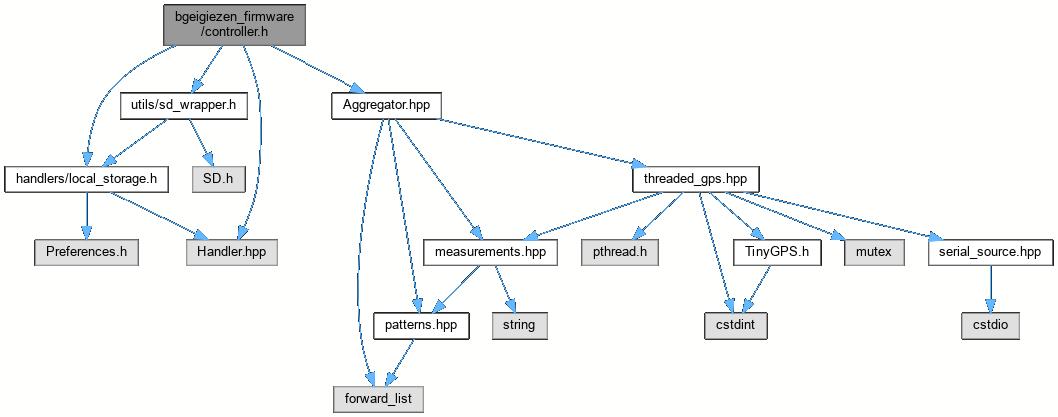 bgeigiezen_firmware
/controller.h
utils/sd_wrapper.h
Aggregator.hpp
handlers/local_storage.h
SD.h
threaded_gps.hpp
Preferences.h
Handler.hpp
measurements.hpp
pthread.h
TinyGPS.h
mutex
serial_source.hpp
patterns.hpp
string
cstdint
cstdio
forward_list